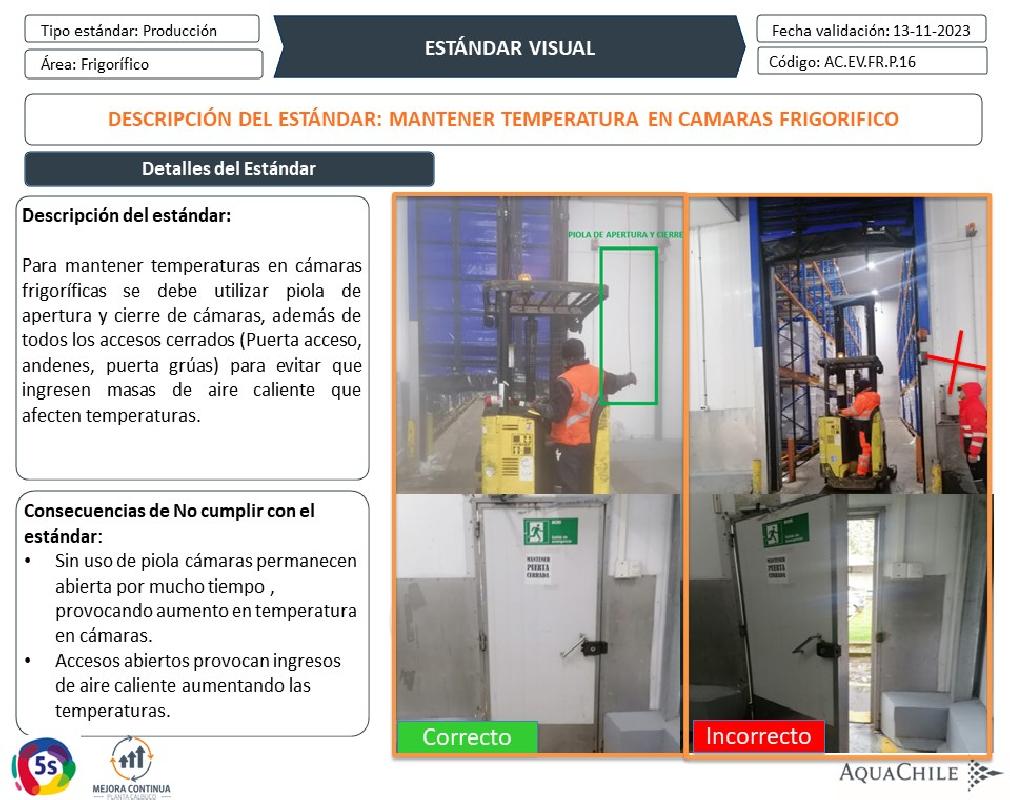 Tipo estándar: Producción
Área: Frigorífico
ESTÁNDAR VISUAL
Fecha validación: 13-11-2023
Código: AC.EV.FR.P.16
DESCRIPCIÓN DEL ESTÁNDAR: MANTENER TEMPERATURA EN CAMARAS FRIGORIFICO
Detalles del Estándar
Descripción del estándar:
Para mantener temperaturas en cámaras
frigoríficas se debe utilizar piola de
apertura y cierre de cámaras, además de
todos los accesos cerrados (Puerta acceso,
andenes, puerta grúas) para evitar que
ingresen masas de aire caliente que
afecten temperaturas.
Consecuencias de No cumplir con el
estándar:
• Sin uso de piola cámaras permanecen
abierta por mucho tiempo ,
provocando aumento en temperatura
en cámaras.
• Accesos abiertos provocan ingresos
de aire caliente aumentando las
temperaturas.
PIOLA DE APERTURA Y CIERRE
MANTENER
PUERTA
CERRADA
MANTENER
PUERTA
CERRADA
Correcto
Incorrecto
5s
MEJORA CONTINUA
PLANTA CALBUCO
AQUACHILE